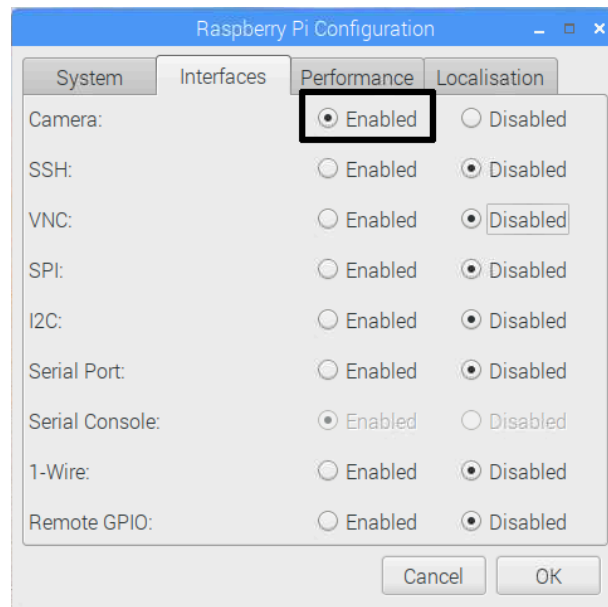 Raspberry Pi Configuration
System Interfaces Performance Localisation
Camera: Enabled Disabled
SSH: Enabled Disabled
VNC: Enabled Disabled
SPI: Enabled Disabled
I2C: Enabled Disabled
Serial Port: Enabled Disabled
Serial Console: Enabled Disabled
1-Wire: Enabled Disabled
Remote GPIO: Enabled Disabled
Cancel OK